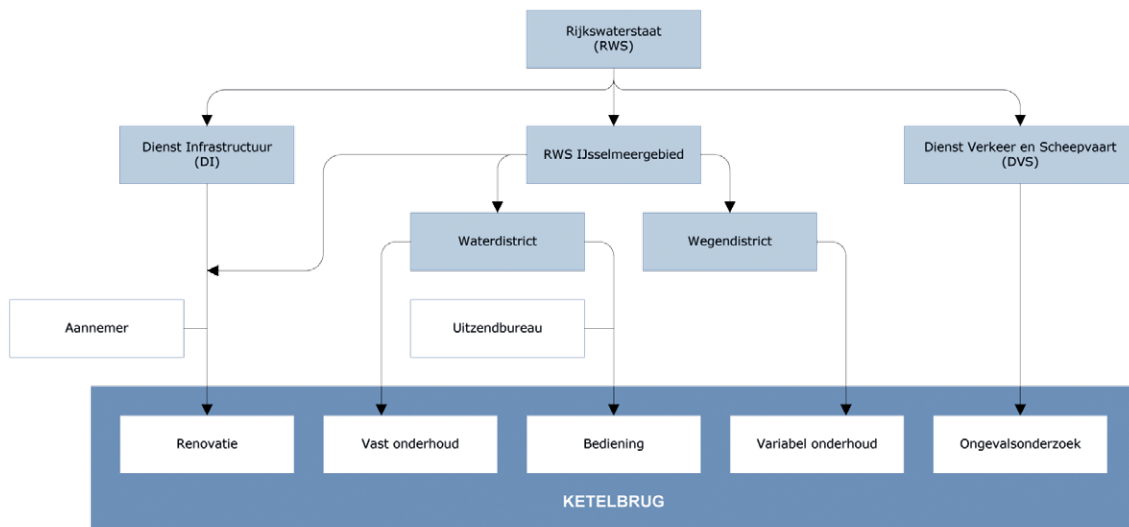 Rijkswaterstaat
(RWS)
Dienst Infrastructuur
(DI)
RWS IJsselmeergebied
Dienst Verkeer en Scheepvaart
(DVS)
Waterdistrict
Wegendistrict
Aannemer
Uitzendbureau
Renovatie
Vast onderhoud
Bediening
Variabel onderhoud
Ongevalsonderzoek
KETELBRUG